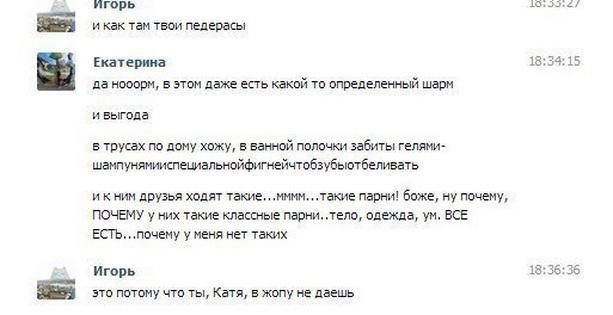 Игорь 18:33:27
и как там твои педерасы
Екатерина 18:34:15
да нооорм, в этом даже есть какой то определенный шарм
и выгода
в трусах по дому хожу, в ванной полочки забиты гелями-
шампунямииспециальнойфигнейчтобзубыотбеливать
и к ним друзья ходят такие...мммм...такие парни! боже, ну почему,
ПОЧЕМУ у них такие классные парни..тело, одежда, ум. ВСЕ
ЕСТЬ...почему у меня нет таких
Игорь 18:36:36
это потому что ты, Катя, в жопу не даешь